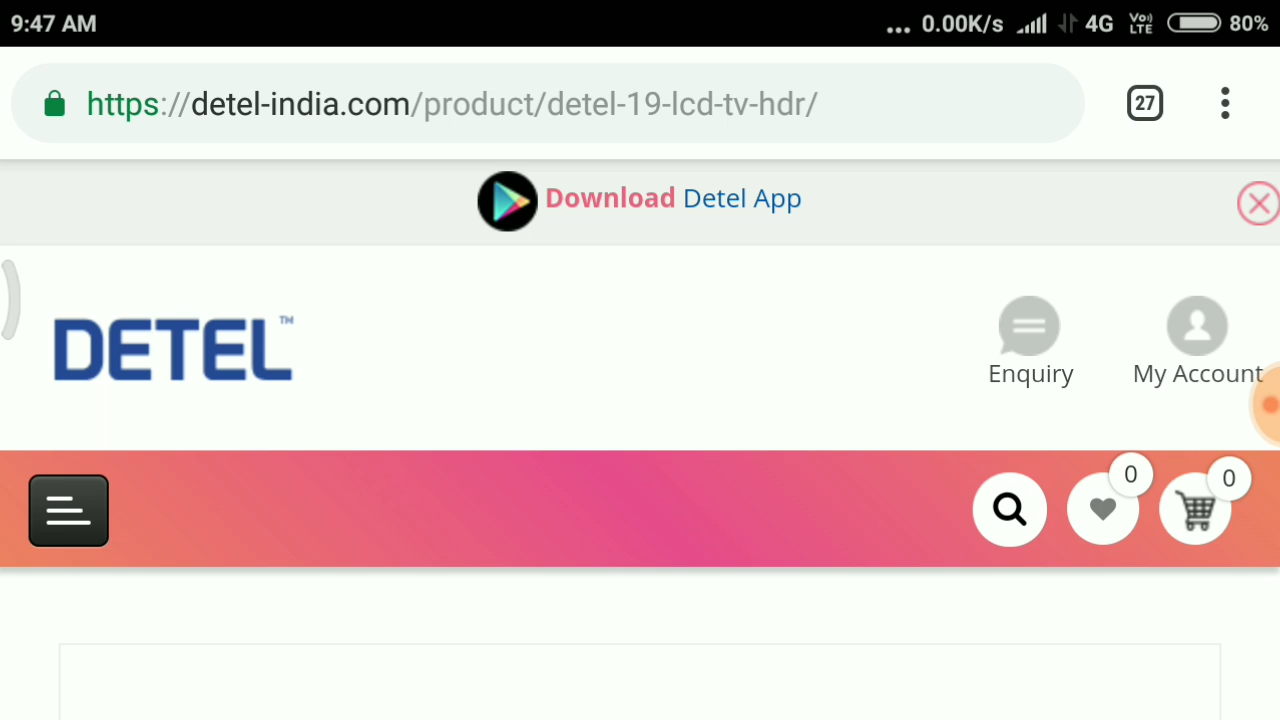 9:47 AM
... 0.00K/s 4G Vo) LTE 80%
https://detel-india.com/product/detel-19-lcd-tv-hdr/
27
Download Detel App
DETEL™
Enquiry
My Account
0
0